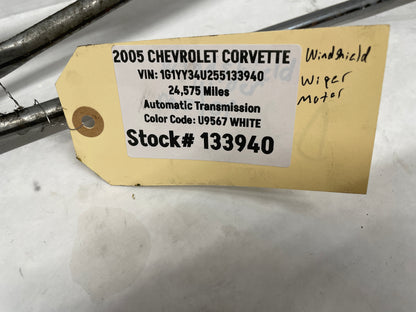 2005 CHEVROLET CORVETTE
VIN: 1G1YY34U255133940
24,575 Miles
Automatic Transmission
Color Code: U9567 WHITE
Stock# 133940
Windshield
Wiper
Motor